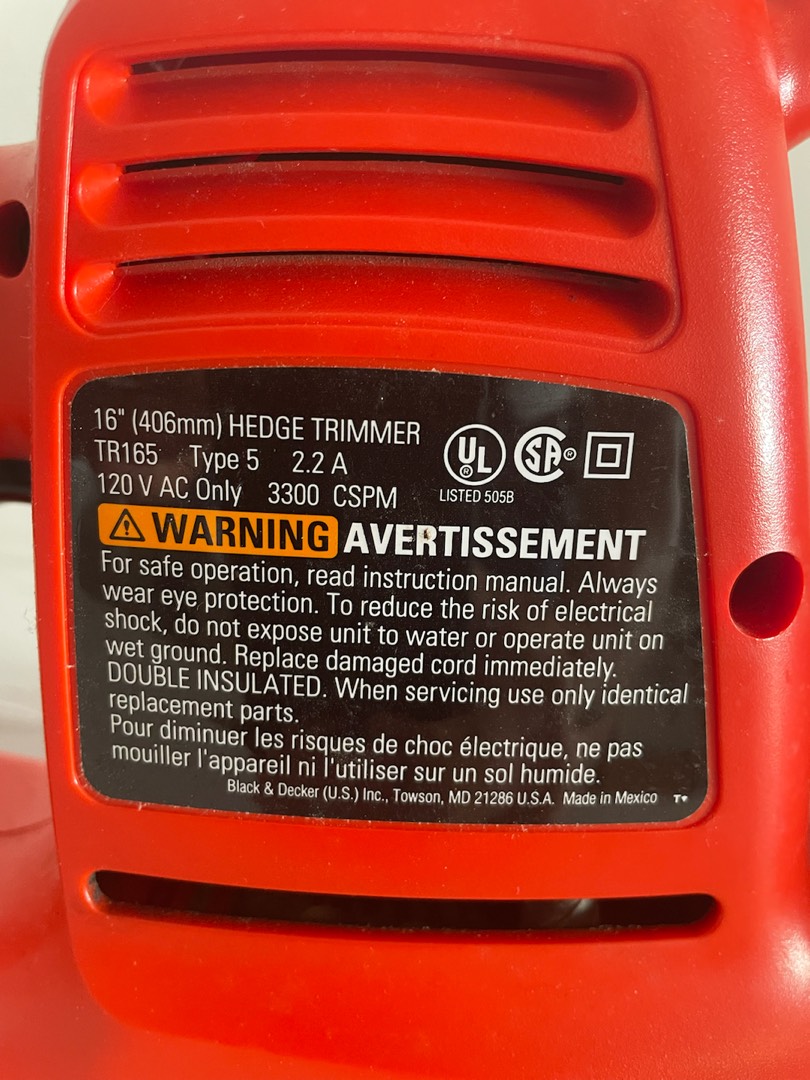 16" (406mm) HEDGE TRIMMER
TR165 Type 5 2.2 A
120 V AC Only 3300 CSPM
UL ®
SA ®
LISTED 505B
WARNING AVERTISSEMENT
For safe operation, read instruction manual. Always
wear eye protection. To reduce the risk of electrical
shock, do not expose unit to water or operate unit on
wet ground. Replace damaged cord immediately.
DOUBLE INSULATED. When servicing use only identical
replacement parts.
Pour diminuer les risques de choc électrique, ne pas
mouiller l'appareil ni l'utiliser sur un sol humide.
Black & Decker (U.S.) Inc., Towson, MD 21286 U.S.A. Made in Mexico T♥